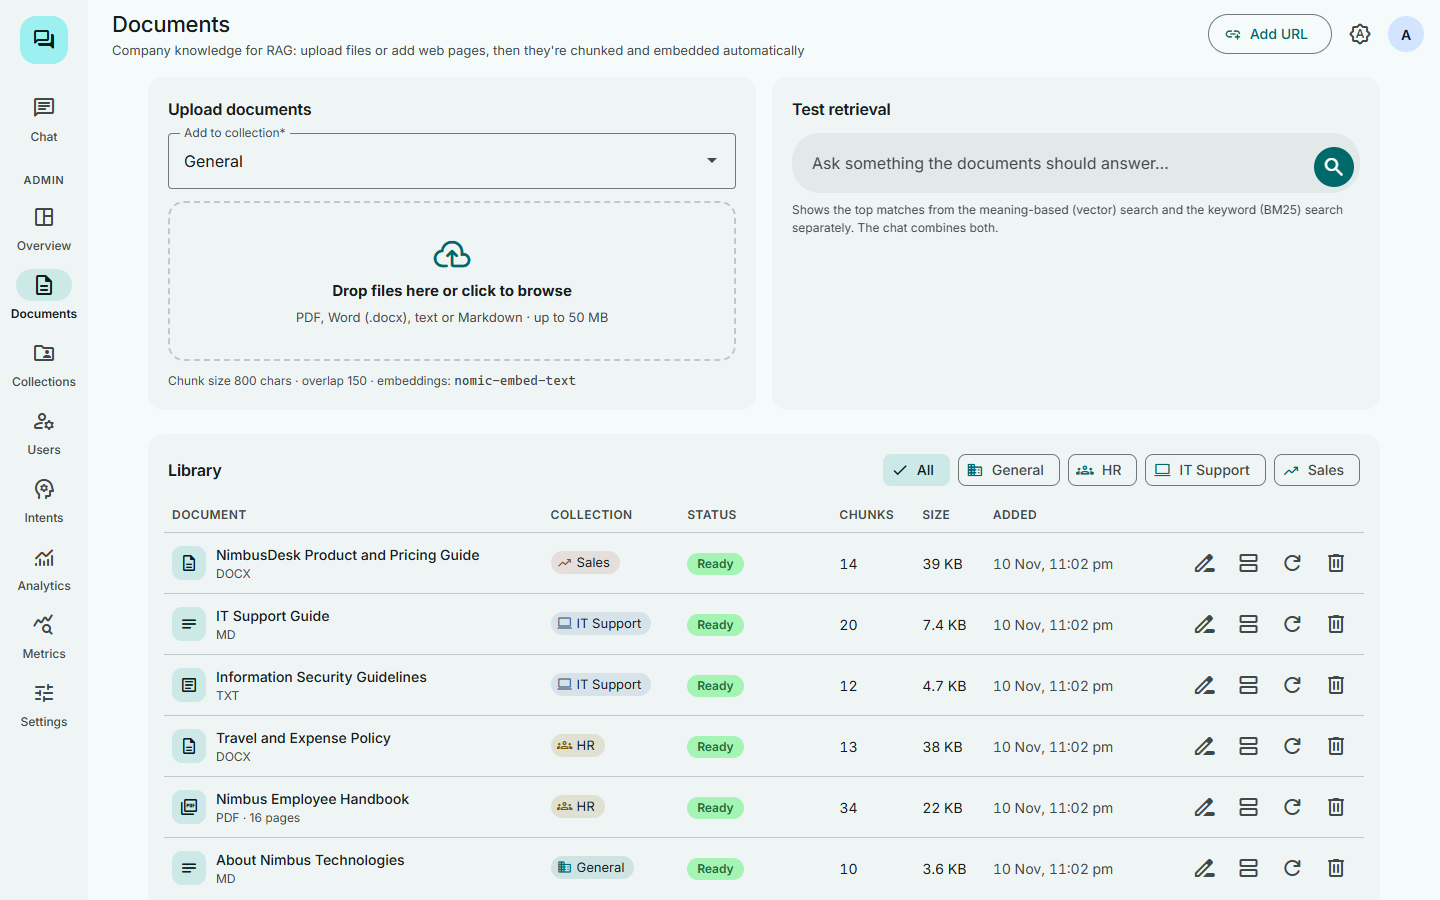 Documents
Company knowledge for RAG: upload files or add web pages, then they're chunked and embedded automatically
Add URL
A
Chat
ADMIN
Overview
Documents
Collections
Users
Intents
Analytics
Metrics
Settings
Upload documents
Add to collection*
General
Drop files here or click to browse
PDF, Word (.docx), text or Markdown · up to 50 MB
Chunk size 800 chars · overlap 150 · embeddings: nomic-embed-text
Test retrieval
Ask something the documents should answer...
Shows the top matches from the meaning-based (vector) search and the keyword (BM25) search
separately. The chat combines both.
Library
All General HR IT Support Sales
DOCUMENT COLLECTION STATUS CHUNKS SIZE ADDED
NimbusDesk Product and Pricing Guide
DOCX
Sales Ready 14 39 KB 10 Nov, 11:02 pm
IT Support Guide
MD
IT Support Ready 20 7.4 KB 10 Nov, 11:02 pm
Information Security Guidelines
TXT
IT Support Ready 12 4.7 KB 10 Nov, 11:02 pm
Travel and Expense Policy
DOCX
HR Ready 13 38 KB 10 Nov, 11:02 pm
Nimbus Employee Handbook
PDF · 16 pages
HR Ready 34 22 KB 10 Nov, 11:02 pm
About Nimbus Technologies
MD
General Ready 10 3.6 KB 10 Nov, 11:02 pm